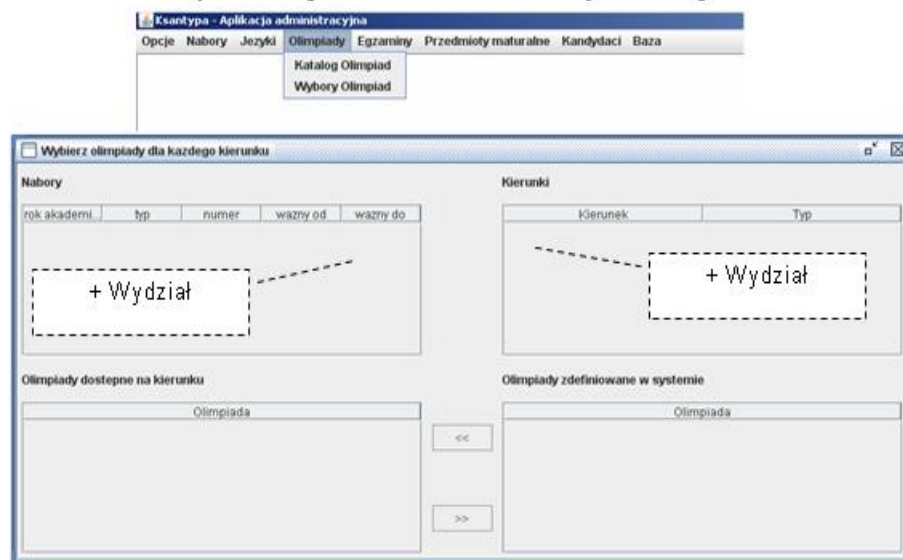 Ksantypa - Aplikacja administracyjna
Opcje Nabory Jezyki Olimpiady Egzaminy Przedmioty maturalne Kandydaci Baza
Katalog Olimpiad
Wybory Olimpiad
Wybierz olimpiady dla kazdego kierunku
Nabory Kierunki
rok akademi... typ numer wazny od wazny do Kierunek Typ
+ Wydział + Wydział
Olimpiady dostepne na kierunku Olimpiady zdefiniowane w systemie
Olimpiada Olimpiada
<<
>>